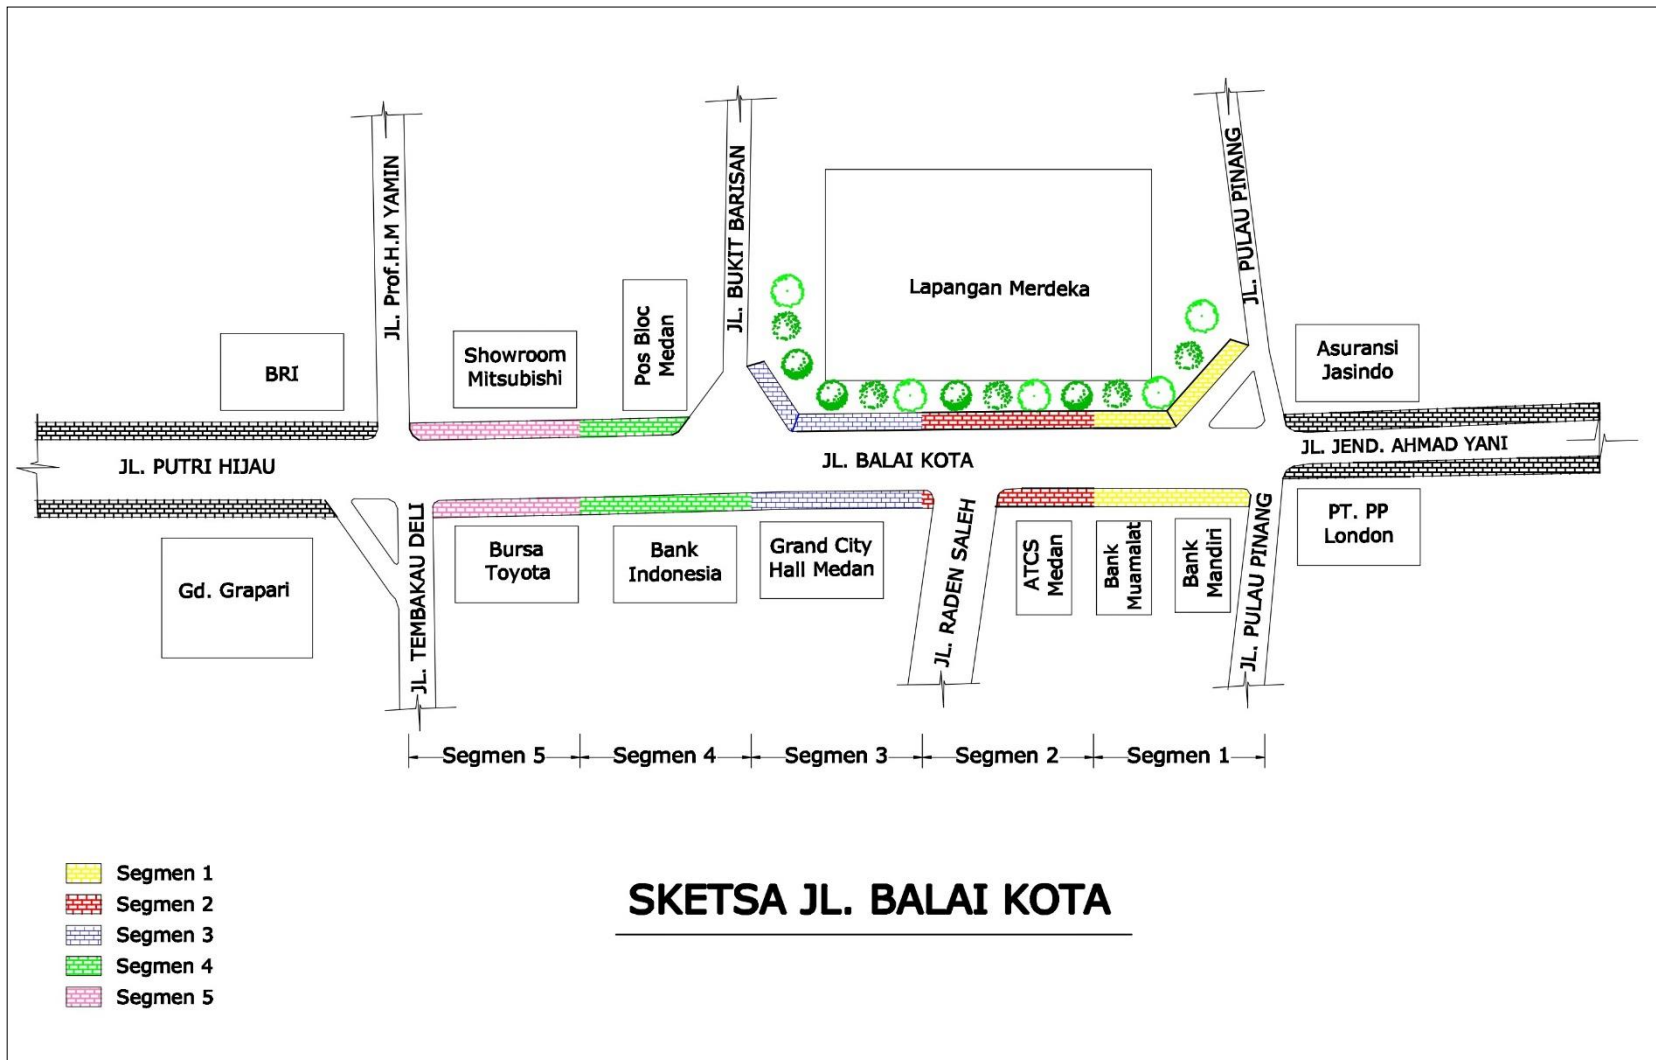 JL. Prof.H.M YAMIN
JL. BUKIT BARISAN
JL. PULAU PINANG
Lapangan Merdeka
BRI
Showroom
Mitsubishi
Pos Bloc
Medan
Asuransi
Jasindo
JL. PUTRI HIJAU
JL. BALAI KOTA
JL. JEND. AHMAD YANI
Gd. Grapari
JL. TEMBAKAU DELI
Bursa
Toyota
Bank
Indonesia
Grand City
Hall Medan
JL. RADEN SALEH
ATCS
Medan
Bank
Muamalat
Bank
Mandiri
JL. PULAU PINANG
PT. PP
London
Segmen 5
Segmen 4
Segmen 3
Segmen 2
Segmen 1
Segmen 1
Segmen 2
Segmen 3
Segmen 4
Segmen 5
SKETSA JL. BALAI KOTA